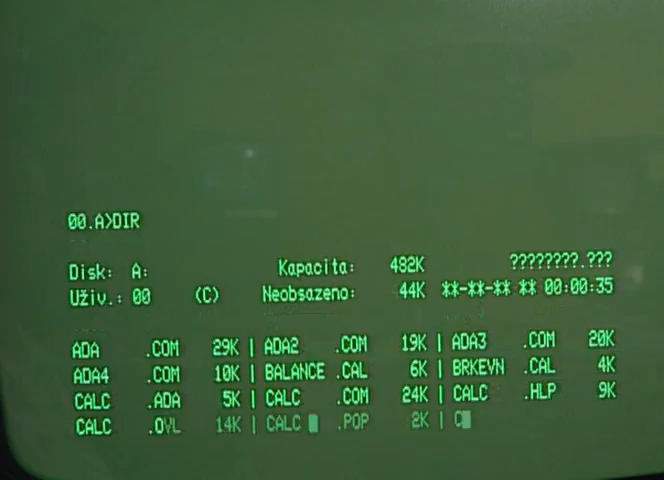 00.A>DIR
Disk: A: Kapacita: 482K ????????.???
Uživ.: 00 (C) Neobsazeno: 44K **-**-** ** 00:00:35
ADA .COM 29K | ADA2 .COM 19K | ADA3 .COM 20K
ADA4 .COM 10K | BALANCE .CAL 6K | BRKEVN .CAL 4K
CALC .ADA 5K | CALC .COM 24K | CALC .HLP 9K
CALC .OVL 14K | CALC .POP 2K | C